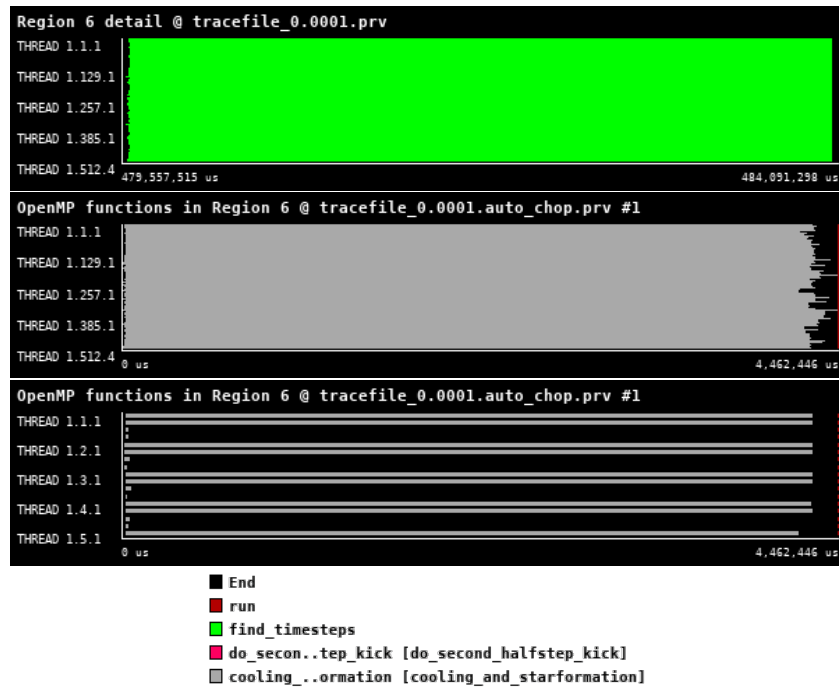 Region 6 detail @ tracefile_0.0001.prv
THREAD 1.1.1
THREAD 1.129.1
THREAD 1.257.1
THREAD 1.385.1
THREAD 1.512.4
479,557,515 us 484,091,298 us
OpenMP functions in Region 6 @ tracefile_0.0001.auto_chop.prv #1
THREAD 1.1.1
THREAD 1.129.1
THREAD 1.257.1
THREAD 1.385.1
THREAD 1.512.4
0 us 4,462,446 us
OpenMP functions in Region 6 @ tracefile_0.0001.auto_chop.prv #1
THREAD 1.1.1
THREAD 1.2.1
THREAD 1.3.1
THREAD 1.4.1
THREAD 1.5.1
0 us 4,462,446 us
End
run
find_timesteps
do_secon..tep_kick [do_second_halfstep_kick]
cooling_..ormation [cooling_and_starformation]